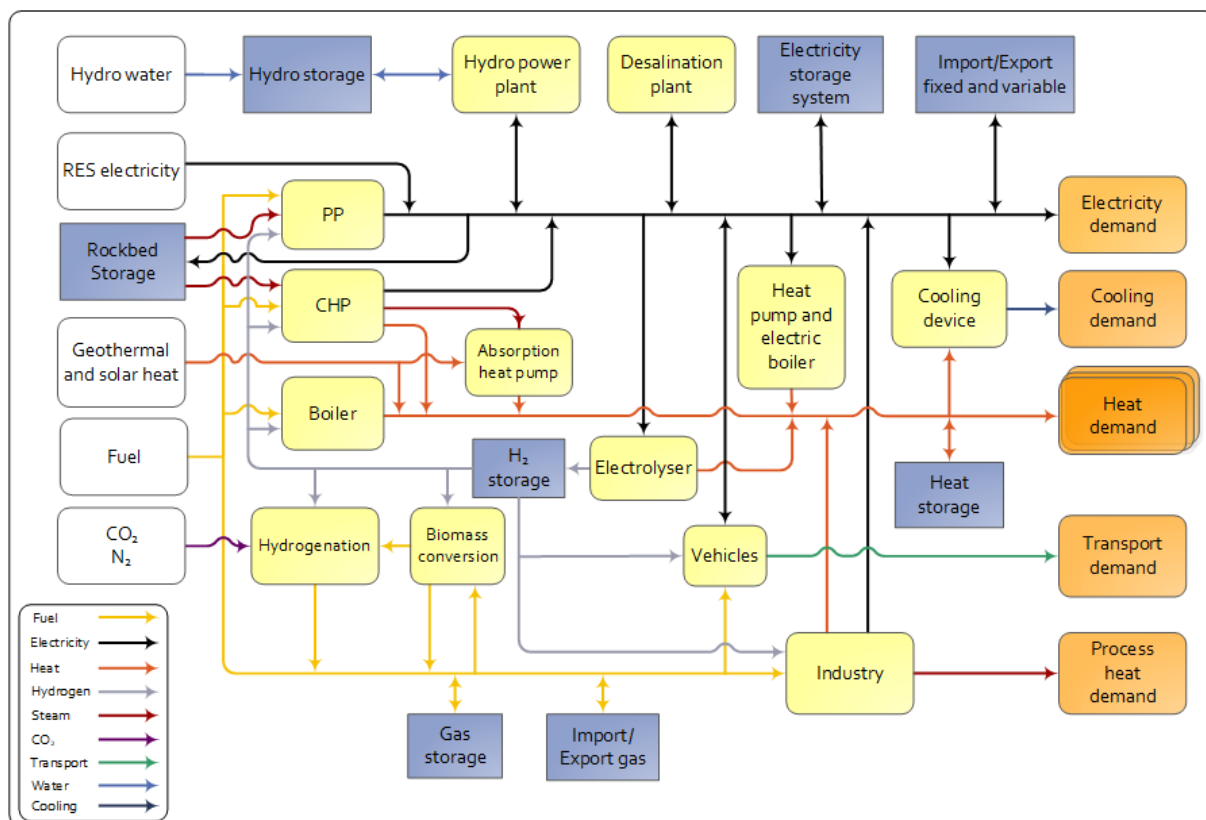 Hydro water
Hydro storage
Hydro power
plant
Desalination
plant
Electricity
storage
system
Import/Export
fixed and variable
RES electricity
PP
Electricity
demand
Rockbed
Storage
CHP
Heat
pump and
electric
boiler
Cooling
device
Cooling
demand
Geothermal
and solar heat
Absorption
heat pump
Boiler
Heat
demand
Fuel
H₂
storage
Electrolyser
Heat
storage
CO₂
N₂
Hydrogenation
Biomass
conversion
Vehicles
Transport
demand
Fuel
Electricity
Heat
Hydrogen
Steam
CO₂
Transport
Water
Cooling
Industry
Process
heat
demand
Gas
storage
Import/
Export gas